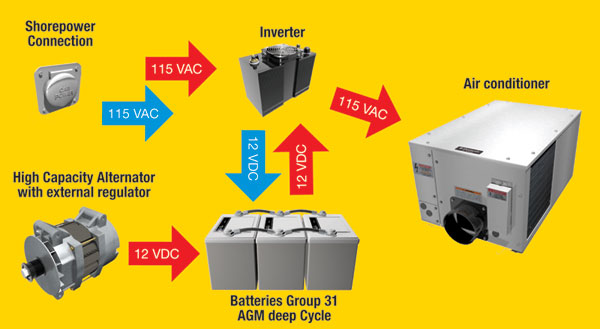 Shorepower
Connection
Inverter
115 VAC
115 VAC
115 VAC
Air conditioner
12 VDC
12 VDC
High Capacity Alternator
with external regulator
12 VDC
Batteries Group 31
AGM deep Cycle